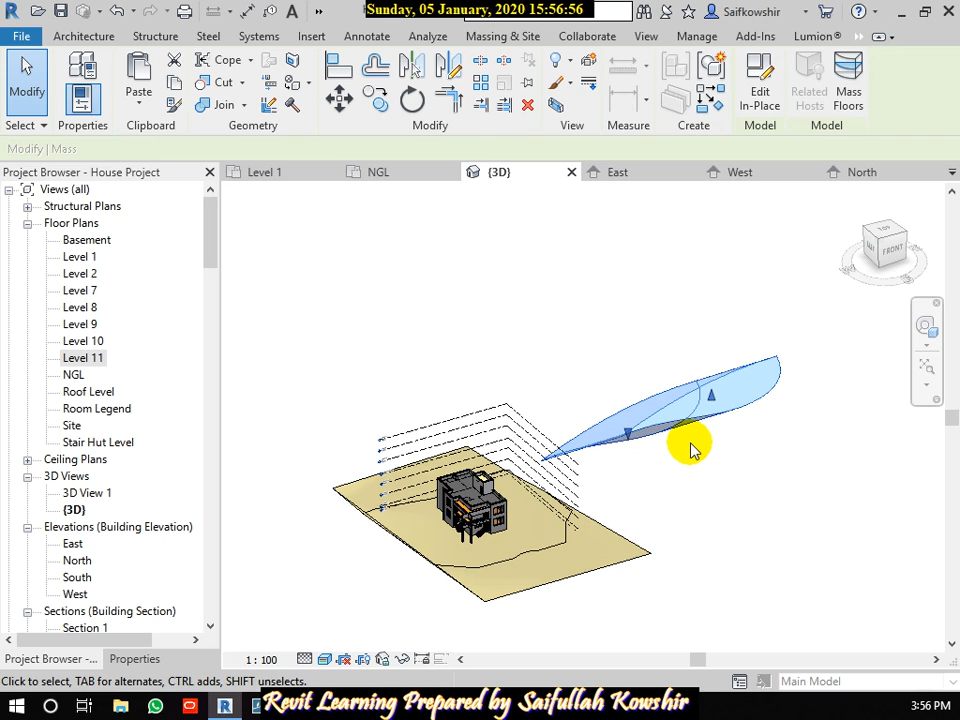 Sunday, 05 January, 2020 15:56:56
Saifkowshir
File
Architecture
Structure
Steel
Systems
Insert
Annotate
Analyze
Massing & Site
Collaborate
View
Manage
Add-Ins
Lumion®
Modify
Paste
Cope
Cut
Join
Edit
In-Place
Related
Hosts
Mass
Floors
Select
Properties
Clipboard
Geometry
Modify
View
Measure
Create
Model
Model
Modify | Mass
Project Browser - House Project
Level 1
NGL
{3D}
East
West
North
Views (all)
Structural Plans
Floor Plans
Basement
Level 1
Level 2
Level 7
Level 8
Level 9
Level 10
Level 11
NGL
Roof Level
Room Legend
Site
Stair Hut Level
Ceiling Plans
3D Views
3D View 1
{3D}
Elevations (Building Elevation)
East
North
South
West
Sections (Building Section)
Section 1
TOP
FRONT
Project Browser -...
Properties
1 : 100
Click to select, TAB for alternates, CTRL adds, SHIFT unselects.
Main Model
Revit Learning Prepared by Saifullah Kowshir
3:56 PM